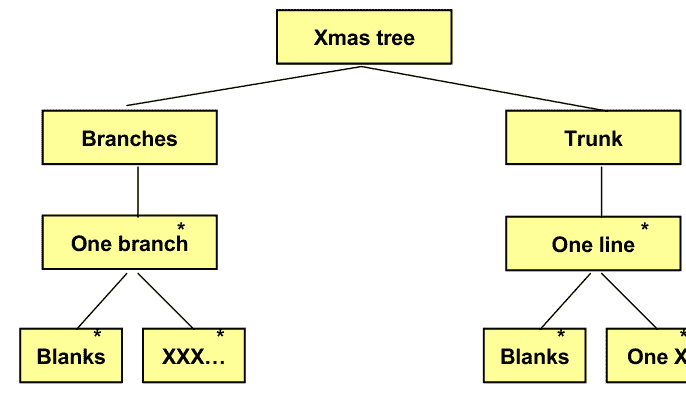 Xmas tree
Branches
Trunk
One branch *
One line *
Blanks *
XXX... *
Blanks *
One X *